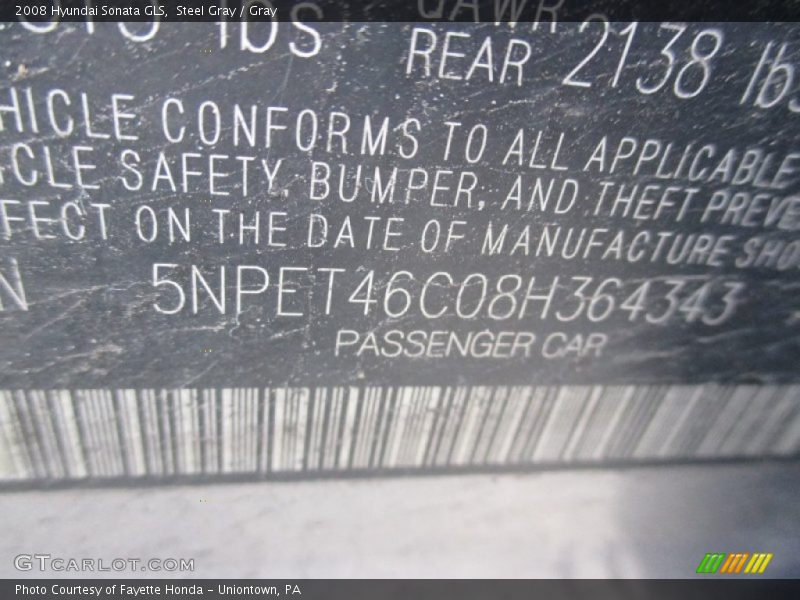 2008 Hyundai Sonata GLS, Steel Gray / Gray
lbs GAWR
REAR 2138 lbs
HICLE CONFORMS TO ALL APPLICABLE
CLE SAFETY, BUMPER, AND THEFT PREVE
FECT ON THE DATE OF MANUFACTURE SHO
N 5NPET46C08H364343
PASSENGER CAR
GTCARLOT.COM
Photo Courtesy of Fayette Honda - Uniontown, PA